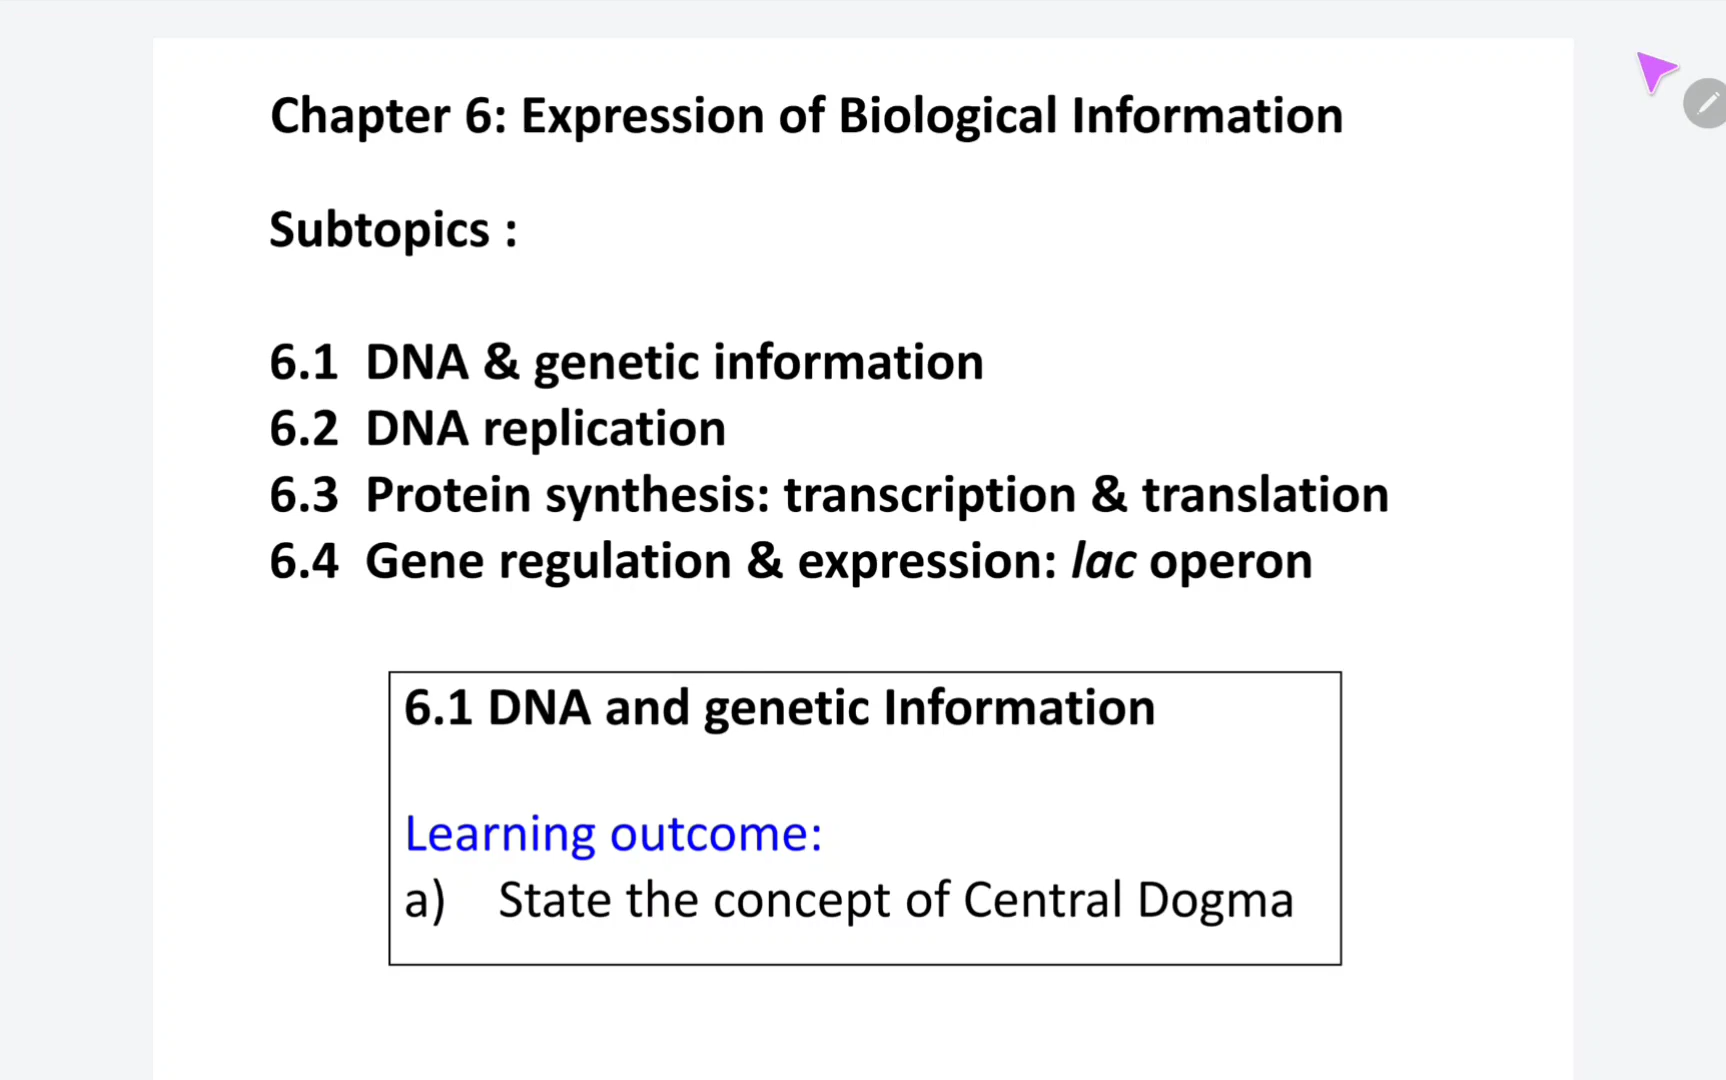 Chapter 6: Expression of Biological Information
Subtopics :
6.1 DNA & genetic information
6.2 DNA replication
6.3 Protein synthesis: transcription & translation
6.4 Gene regulation & expression: lac operon
6.1 DNA and genetic Information
Learning outcome:
a) State the concept of Central Dogma